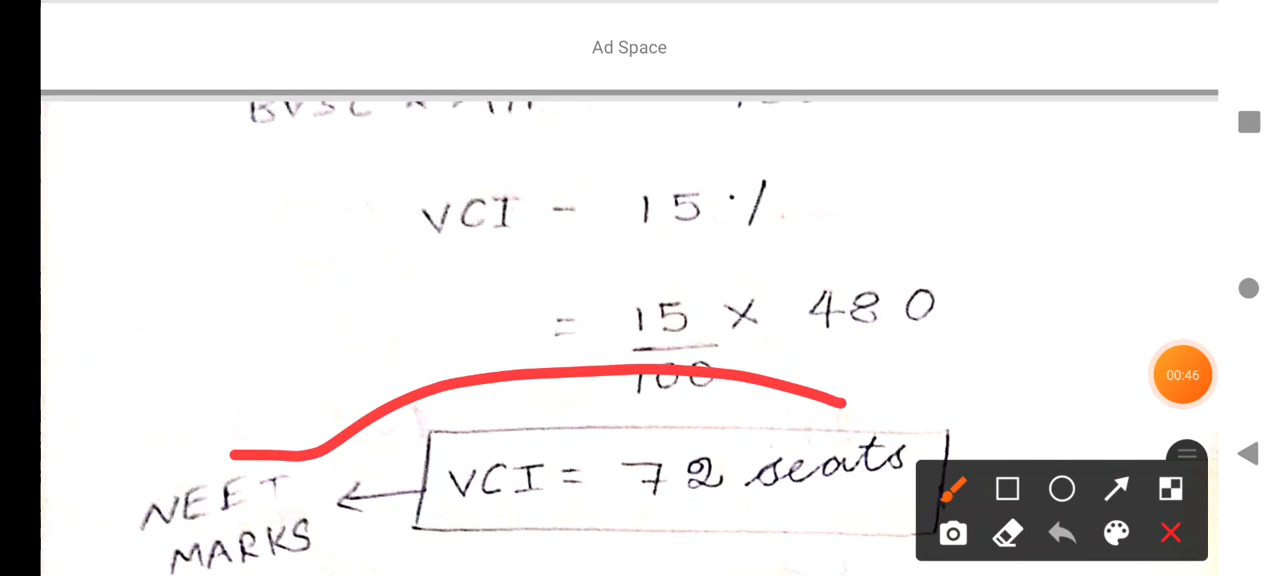 Ad Space
VCI - 15 %
= 15 × 480
100
VCI = 72 seats
NEET
MARKS
00:46